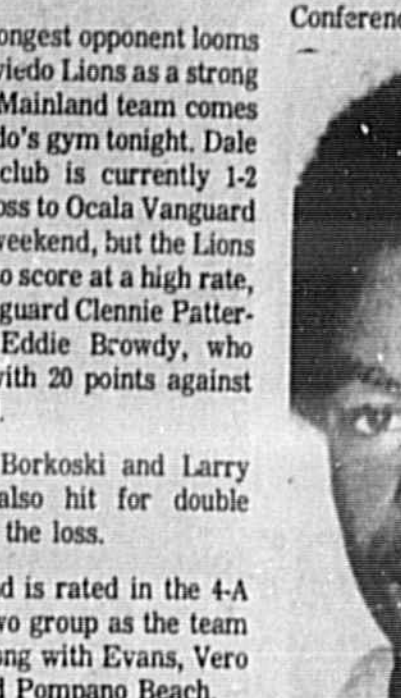 Conferenc
ongest opponent looms
viedo Lions as a strong
Mainland team comes
do's gym tonight. Dale
club is currently 1-2
oss to Ocala Vanguard
weekend, but the Lions
o score at a high rate,
guard Clennie Patter-
Eddie Browdy, who
with 20 points against
.
Borkoski and Larry
also hit for double
the loss.
d is rated in the 4-A
wo group as the team
ong with Evans, Vero
d Pompano Beach.